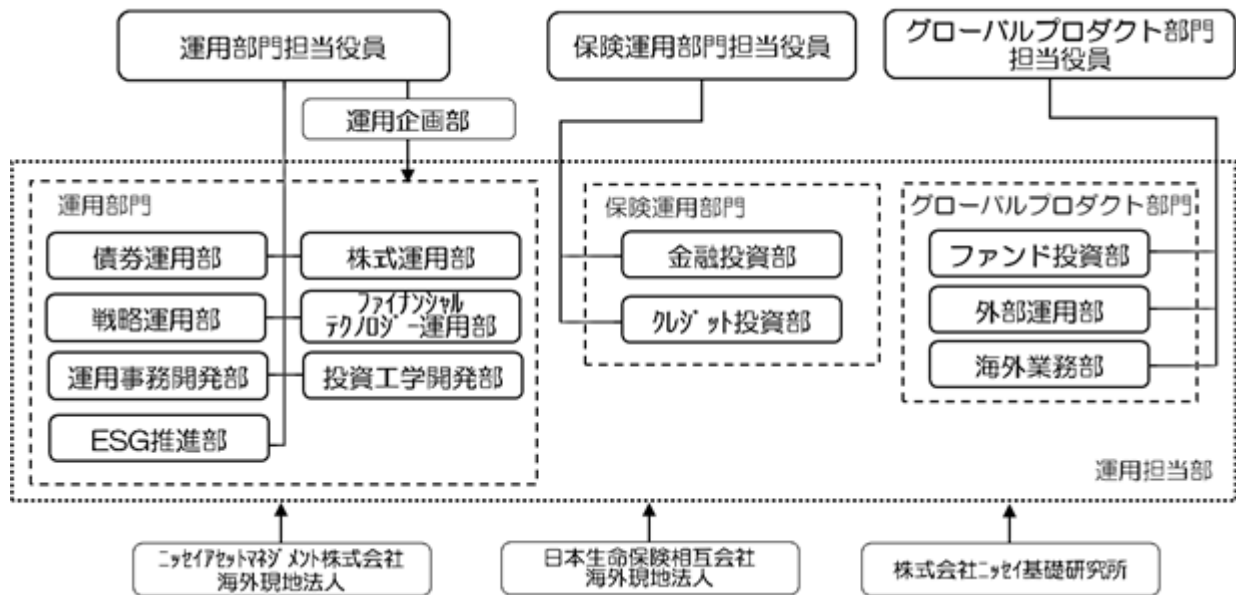 運用部門担当役員
保険運用部門担当役員
グローバルプロダクト部門
担当役員
運用企画部
運用部門
債券運用部
株式運用部
戦略運用部
ファイナンシャル
テクノロジー運用部
運用事務開発部
投資工学開発部
ESG推進部
保険運用部門
金融投資部
クレジット投資部
グローバルプロダクト部門
ファンド投資部
外部運用部
海外業務部
運用担当部
ニッセイアセットマネジメント株式会社
海外現地法人
日本生命保険相互会社
海外現地法人
株式会社ニッセイ基礎研究所